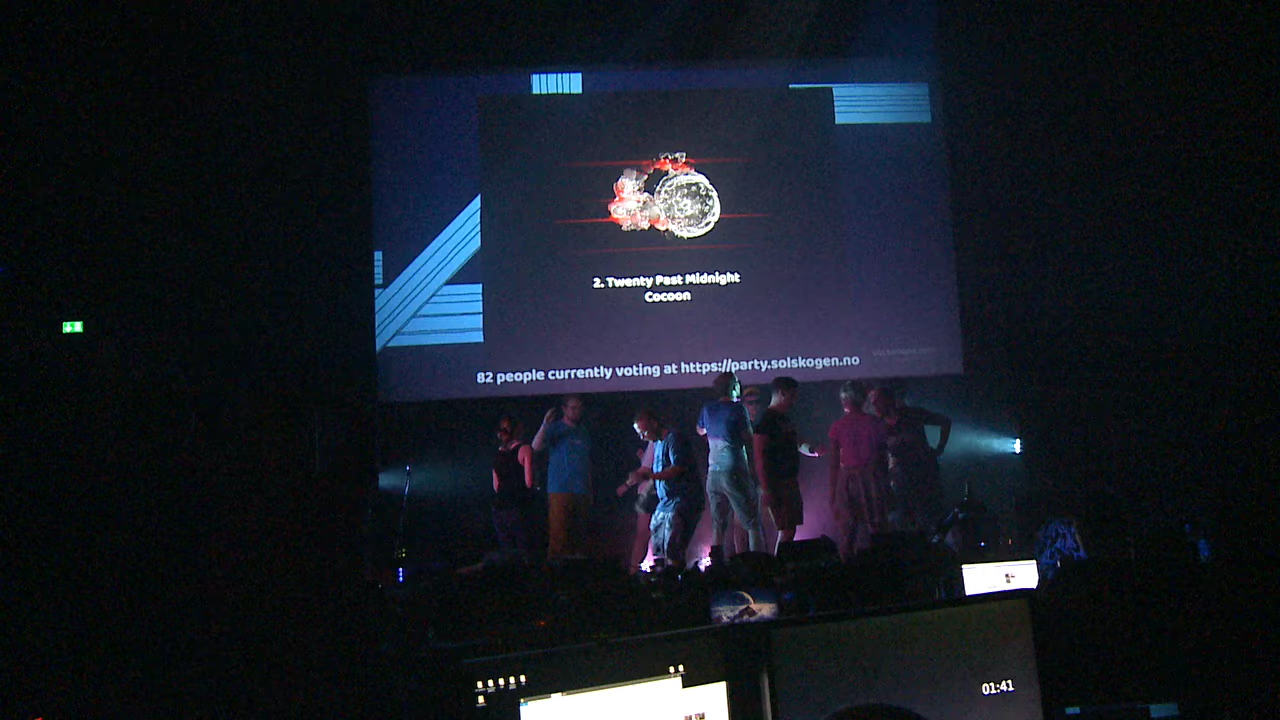 2. Twenty Past Midnight
Cocoon
82 people currently voting at https://party.solskogen.no
01:41